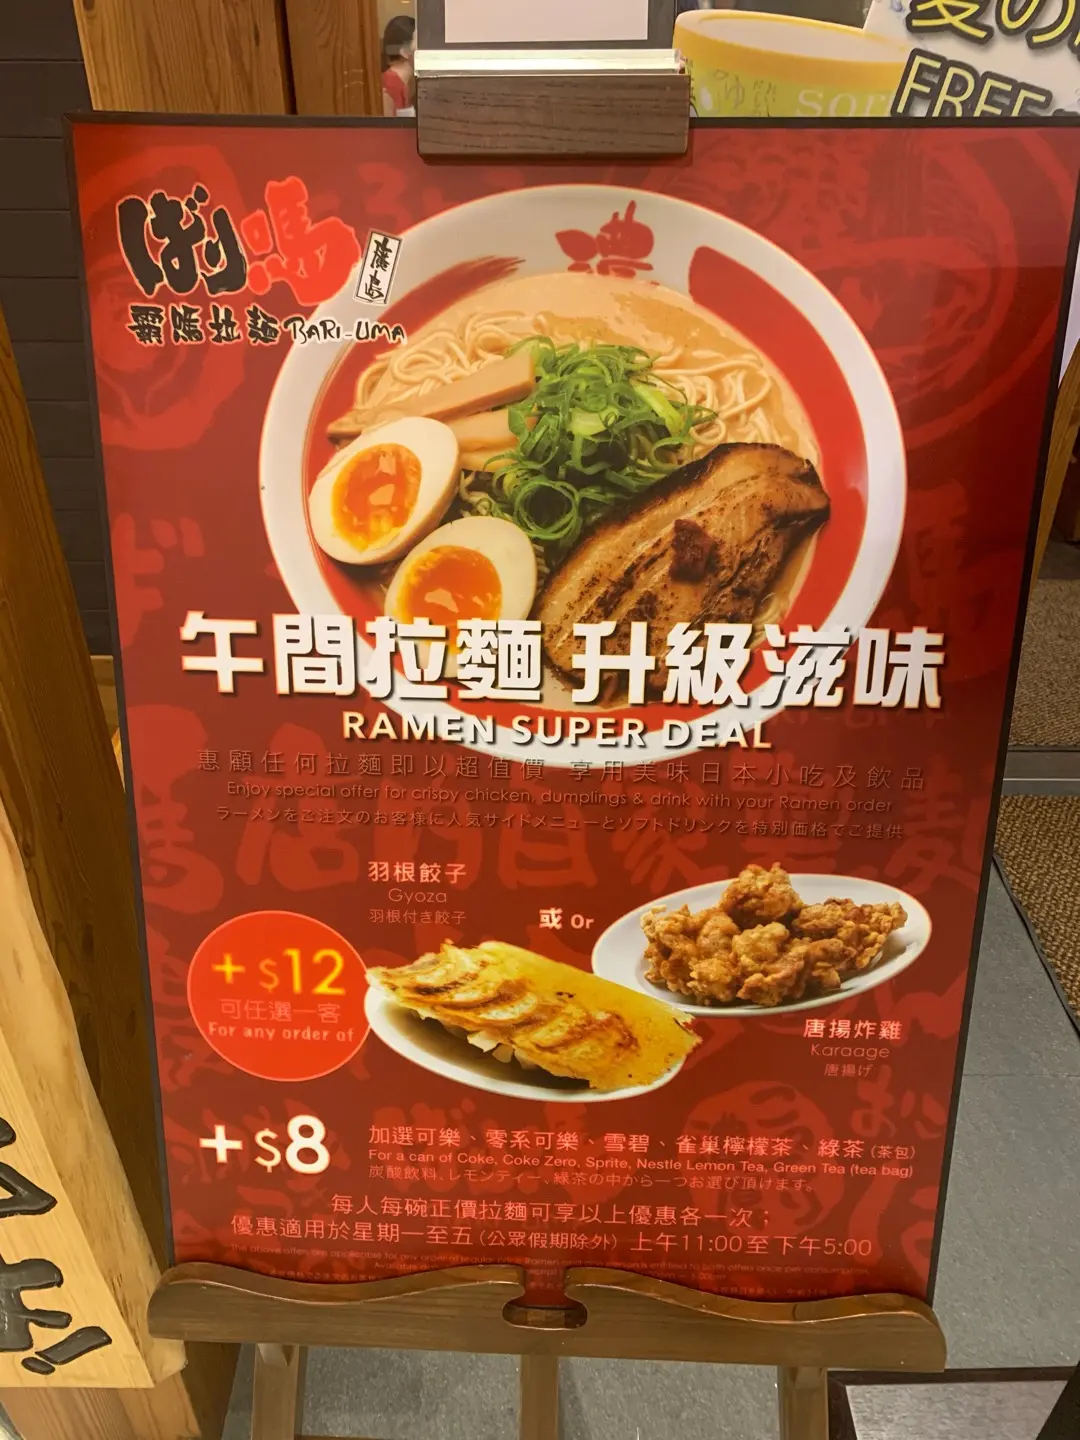 夏の
FREE
sor
ばり嗎
廣島
霸嗎拉麵 BARI-UMA
濃
午間拉麵 升級滋味
RAMEN SUPER DEAL
惠顧任何拉麵即以超值價 享用美味日本小吃及飲品
Enjoy special offer for crispy chicken, dumplings & drink with your Ramen order
ラーメンをご注文のお客様に人気サイドメニューとソフトドリンクを特別価格でご提供
羽根餃子
Gyoza
羽根付き餃子
或 Or
+$12
可任選一客
For any order of
唐揚炸雞
Karaage
唐揚げ
+$8
加選可樂、零系可樂、雪碧、雀巢檸檬茶、綠茶(茶包)
For a can of Coke, Coke Zero, Sprite, Nestle Lemon Tea, Green Tea (tea bag)
炭酸飲料、レモンティー、緑茶の中から一つお選び頂けます。
每人每碗正價拉麵可享以上優惠各一次；
優惠適用於星期一至五(公眾假期除外) 上午11:00至下午5:00